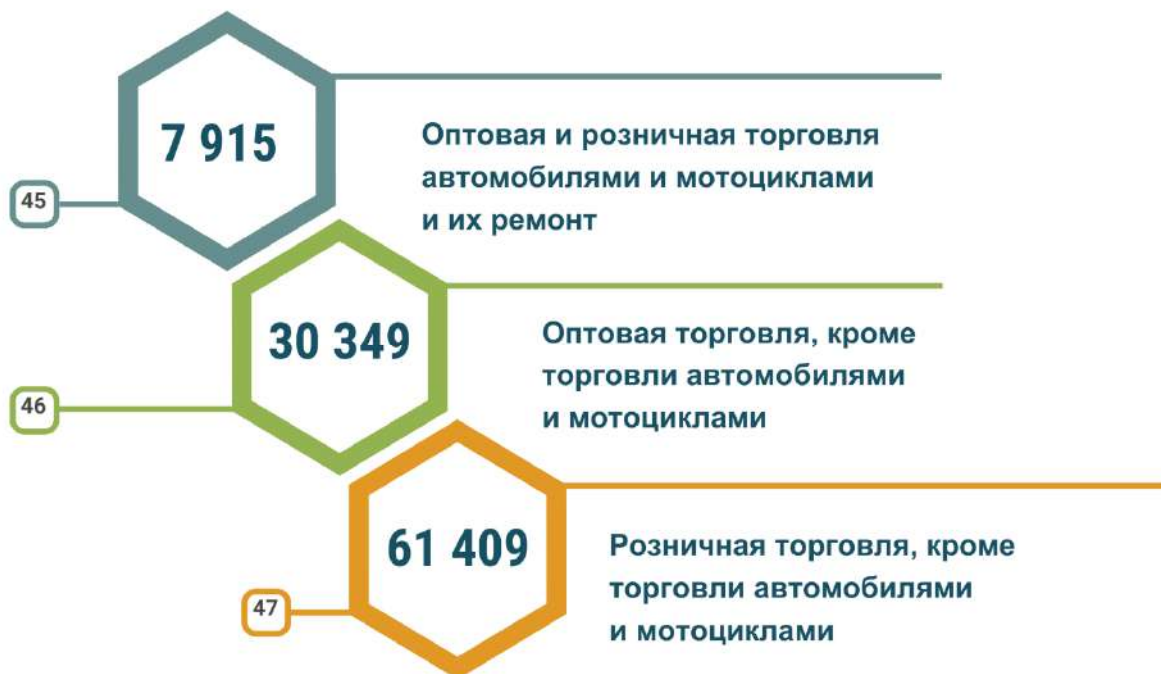 7 915
Оптовая и розничная торговля
автомобилями и мотоциклами
и их ремонт
45
30 349
Оптовая торговля, кроме
торговли автомобилями
и мотоциклами
46
61 409
Розничная торговля, кроме
торговли автомобилями
и мотоциклами
47